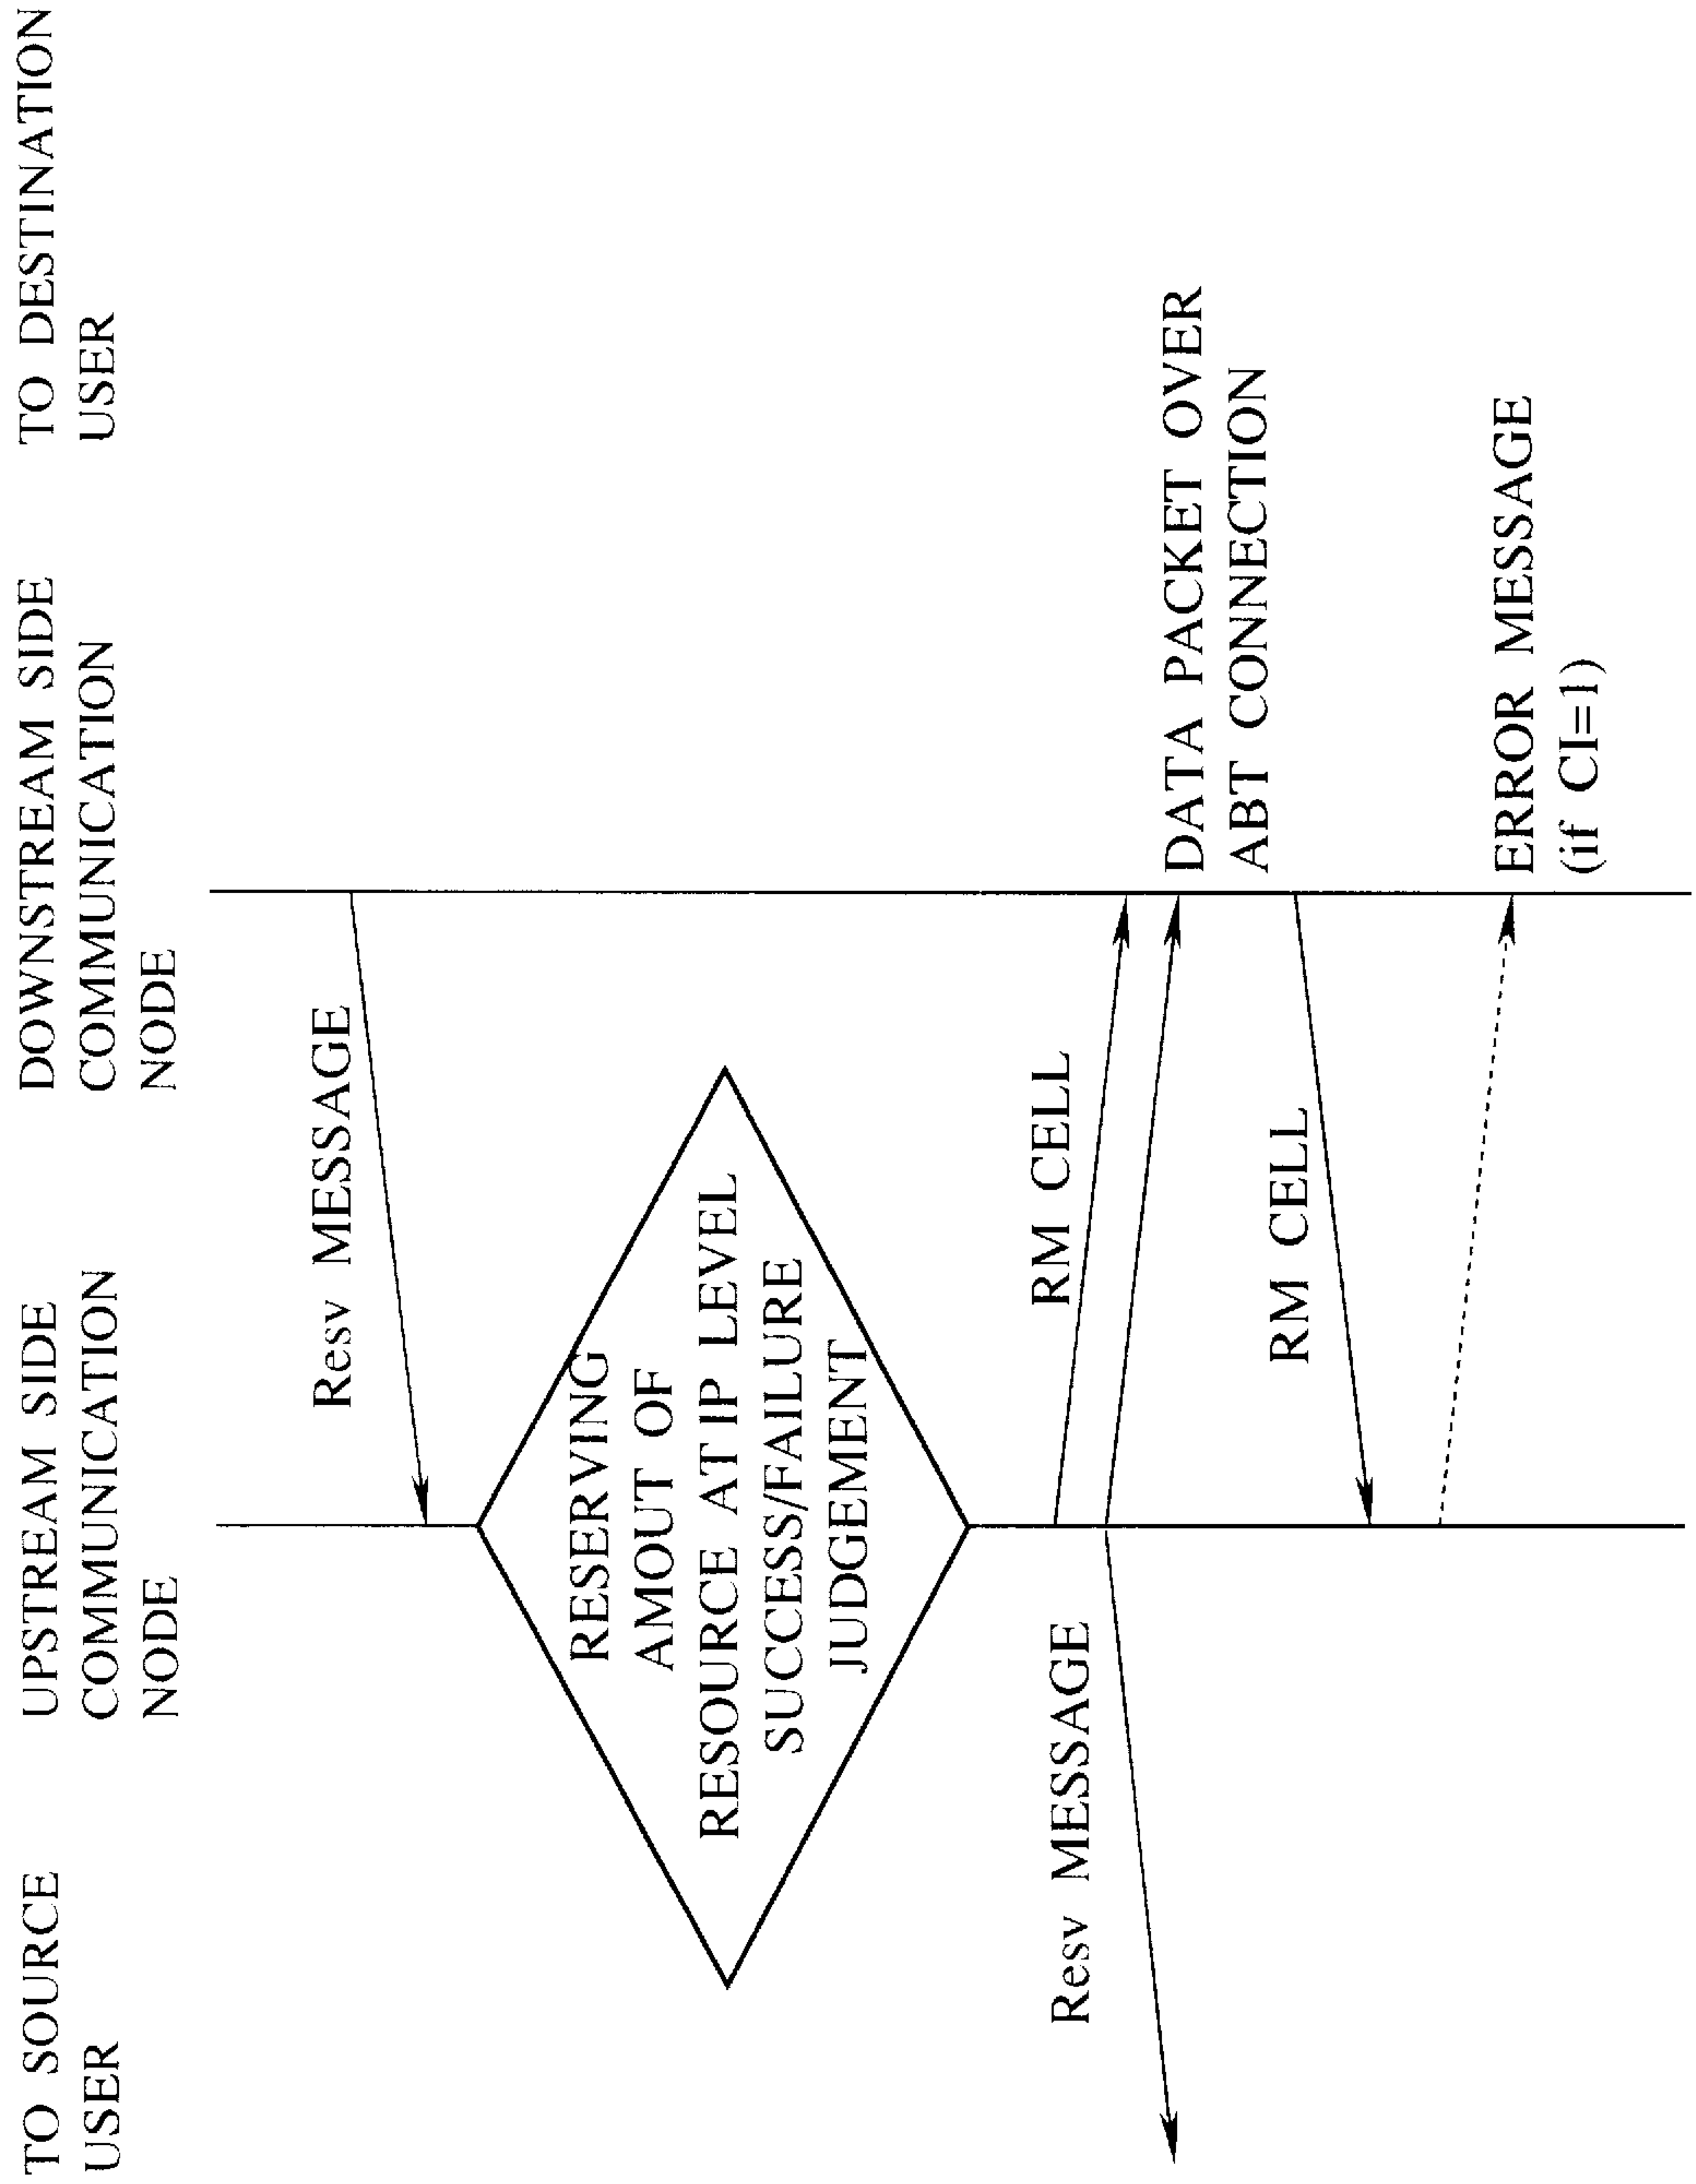 TO SOURCE
USER
UPSTREAM SIDE
COMMUNICATION
NODE
DOWNSTREAM SIDE
COMMUNICATION
NODE
TO DESTINATION
USER
Resv MESSAGE
RESERVING
AMOUT OF
RESOURCE AT IP LEVEL
SUCCESS/FAILURE
JUDGEMENT
RM CELL
Resv MESSAGE
DATA PACKET OVER
ABT CONNECTION
RM CELL
ERROR MESSAGE
(if CI=1)